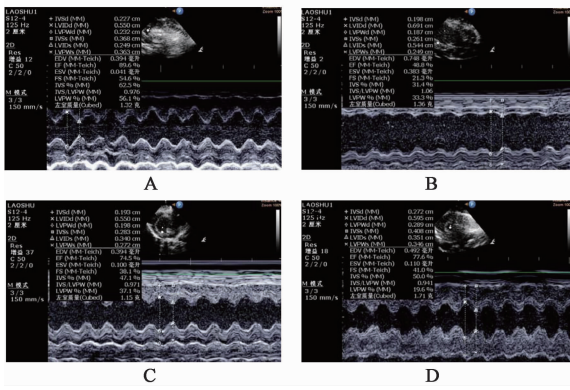 LAOSHU
S12-4
125 Hz
2 厘米
2D
Res
增益 12
C 50
2/2/0
M 模式
3/3
150 mm/s
+ IVSd (MM) 0.227 cm
× LVIDd (MM) 0.550 cm
LVPWd (MM) 0.232 cm
IVSs (MM) 0.368 cm
LVIDs (MM) 0.249 cm
LVPWs (MM) 0.363 cm
EDV (MM-Teich) 0.394 毫升
EF (MM-Teich) 89.6 %
ESV (MM-Teich) 0.041 毫升
FS (MM-Teich) 54.6 %
IVS % (MM) 62.5 %
IVS/LVPW (MM) 0.976
LVPW % (MM) 56.1 %
左室质量(Cubed) 1.32 克
A
LAOSHU
S12-4
125 Hz
2 厘米
2D
Res
增益 2
C 50
2/2/0
M 模式
3/3
150 mm/s
+ IVSd (MM) 0.198 cm
× LVIDd (MM) 0.691 cm
LVPWd (MM) 0.187 cm
IVSs (MM) 0.261 cm
LVIDs (MM) 0.544 cm
LVPWs (MM) 0.249 cm
EDV (MM-Teich) 0.748 毫升
EF (MM-Teich) 48.8 %
ESV (MM-Teich) 0.383 毫升
FS (MM-Teich) 21.3 %
IVS % (MM) 31.4 %
IVS/LVPW (MM) 1.06
LVPW % (MM) 33.3 %
左室质量(Cubed) 1.36 克
B
LAOSHU
S12-4
125 Hz
2 厘米
2D
Res
增益 37
C 50
2/2/0
M 模式
3/3
150 mm/s
+ IVSd (MM) 0.193 cm
× LVIDd (MM) 0.550 cm
LVPWd (MM) 0.198 cm
IVSs (MM) 0.283 cm
LVIDs (MM) 0.340 cm
LVPWs (MM) 0.272 cm
EDV (MM-Teich) 0.394 毫升
EF (MM-Teich) 74.5 %
ESV (MM-Teich) 0.100 毫升
FS (MM-Teich) 38.1 %
IVS % (MM) 47.1 %
IVS/LVPW (MM) 0.971
LVPW % (MM) 37.1 %
左室质量(Cubed) 1.15 克
C
LAOSHU1
125
2 厘米
2D
Res
增益 18
C 50
2/2/0
M 模式
3/3
150 mm/s
+ IVSd (MM) 0.272 cm
× LVIDd (MM) 0.595 cm
LVPWd (MM) 0.289 cm
IVSs (MM) 0.408 cm
LVIDs (MM) 0.351 cm
LVPWs (MM) 0.346 cm
EDV (MM-Teich) 0.492 毫升
EF (MM-Teich) 77.6 %
ESV (MM-Teich) 0.110 毫升
FS (MM-Teich) 41.0 %
IVS % (MM) 50.0 %
IVS/LVPW (MM) 0.941
LVPW % (MM) 19.6 %
左室质量(Cubed) 1.71 克
D